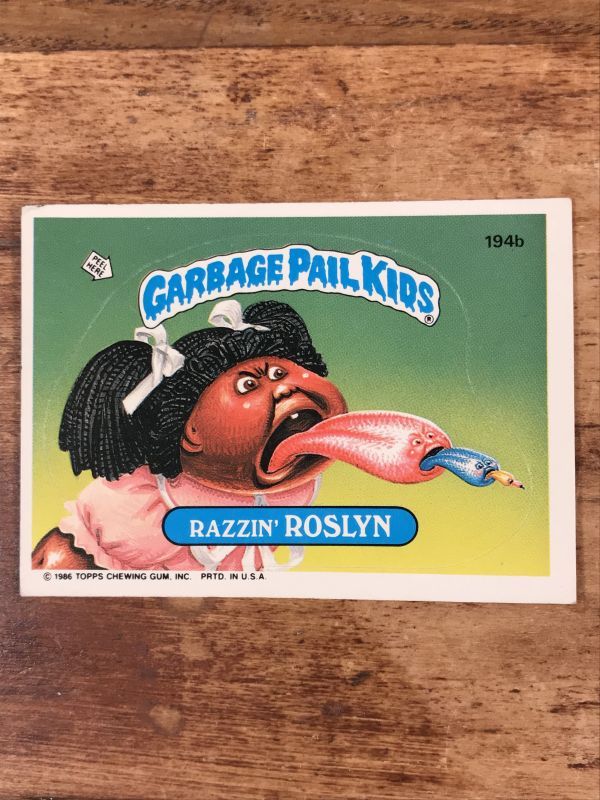 194b
PEEL
HERE
GARBAGE PAIL KIDS®
RAZZIN' ROSLYN
© 1986 TOPPS CHEWING GUM, INC. PRTD. IN U.S.A.